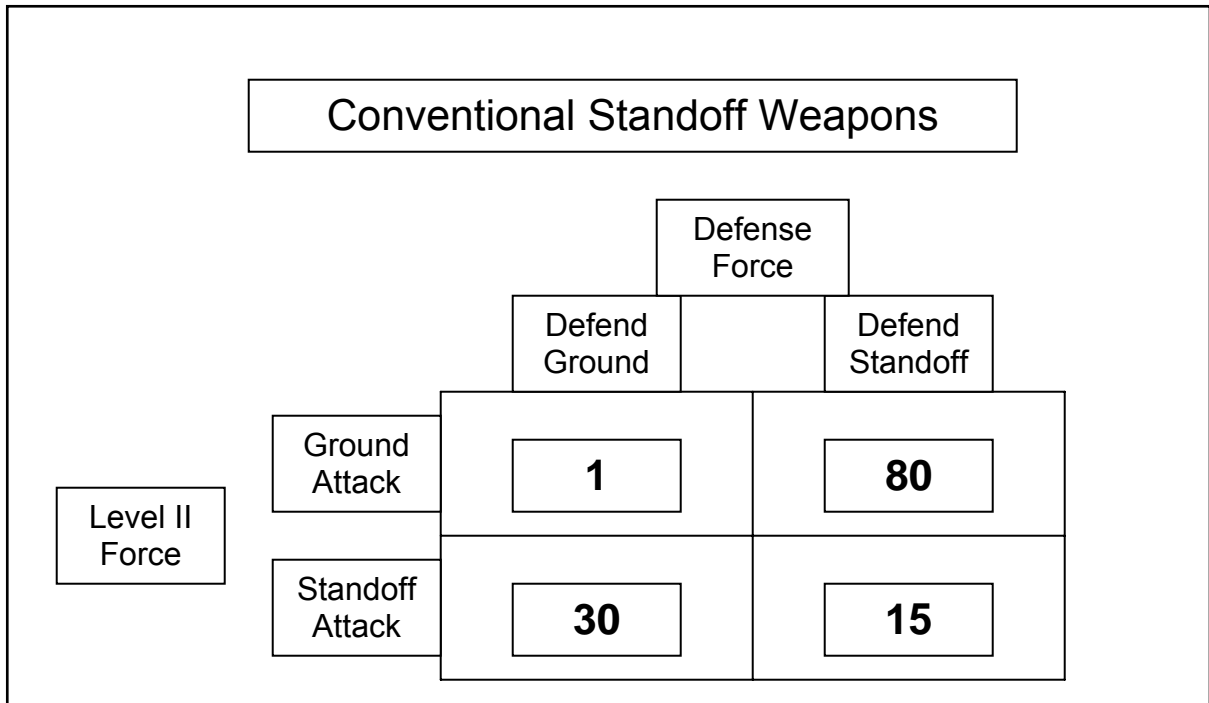 Conventional Standoff Weapons
Defense
Force
Defend
Ground
Defend
Standoff
Ground
Attack
1
80
Level II
Force
Standoff
Attack
30
15